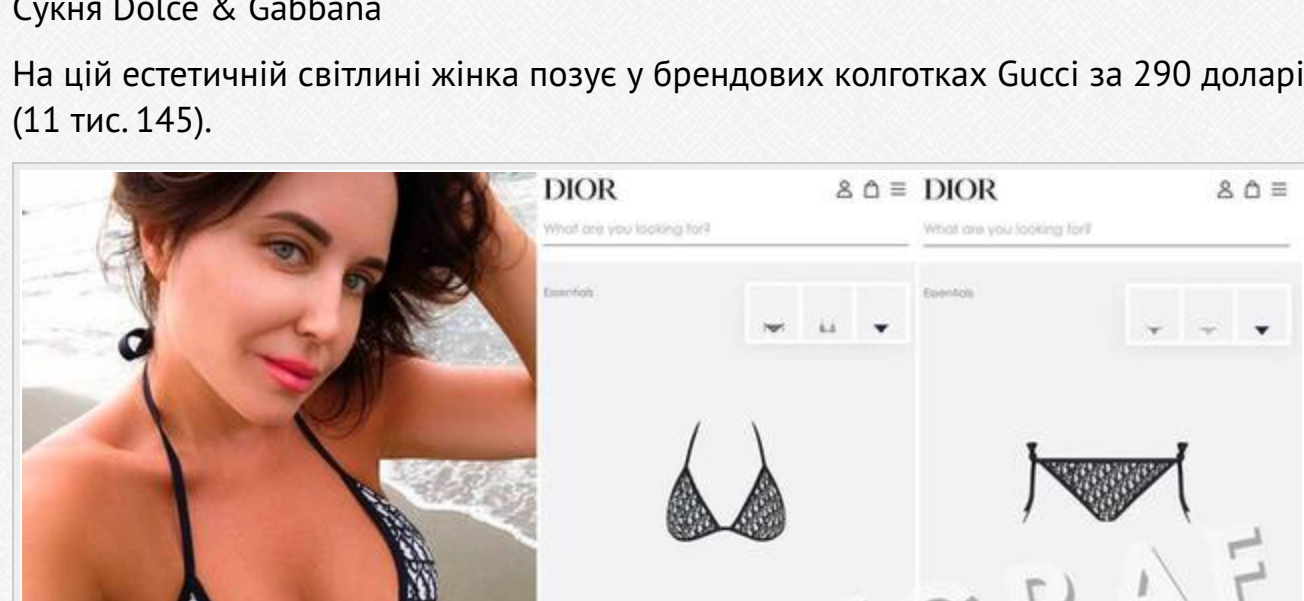 Сукня Dolce & Gabbana
На цій естетичній світлині жінка позує у брендових колготках Gucci за 290 доларі
(11 тис. 145).
DIOR
What are you looking for?
Essentials
DIOR
What are you looking for?
Essentials